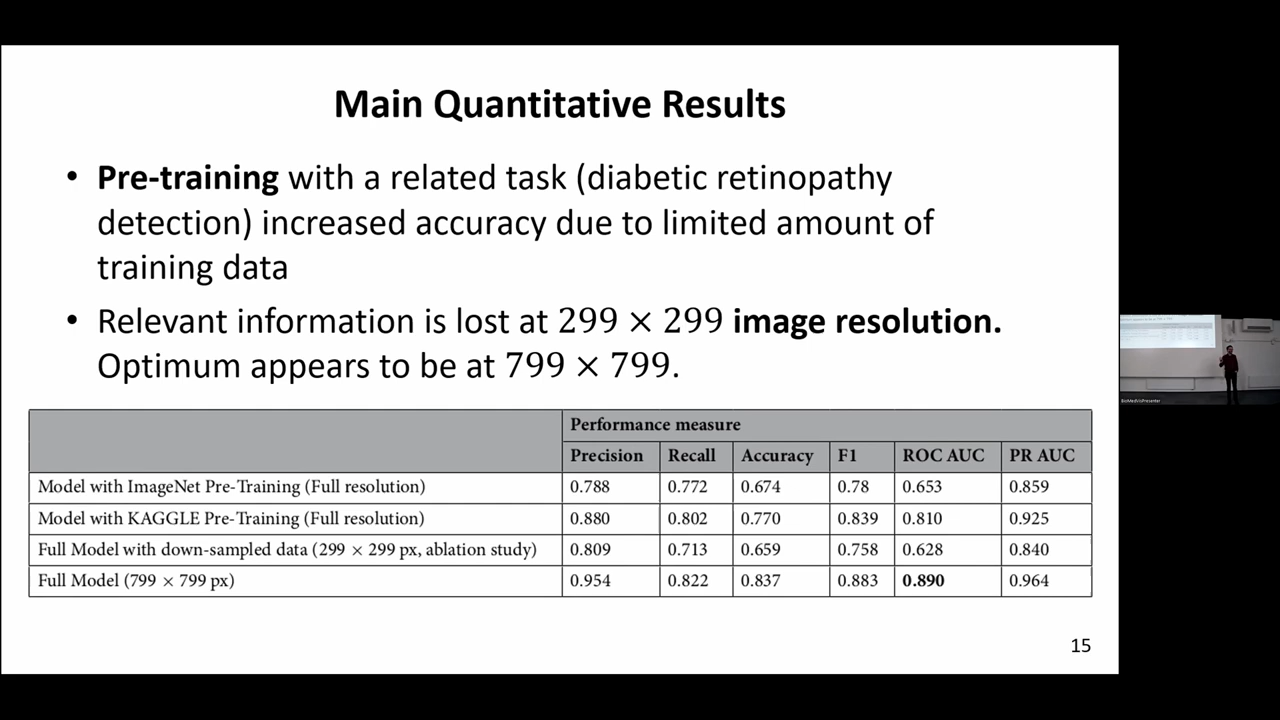 Main Quantitative Results
• Pre-training with a related task (diabetic retinopathy
detection) increased accuracy due to limited amount of
training data
• Relevant information is lost at 299 × 299 image resolution.
Optimum appears to be at 799 × 799.
Performance measure
Precision Recall Accuracy F1 ROC AUC PR AUC
Model with ImageNet Pre-Training (Full resolution) 0.788 0.772 0.674 0.78 0.653 0.859
Model with KAGGLE Pre-Training (Full resolution) 0.880 0.802 0.770 0.839 0.810 0.925
Full Model with down-sampled data (299 × 299 px, ablation study) 0.809 0.713 0.659 0.758 0.628 0.840
Full Model (799 × 799 px) 0.954 0.822 0.837 0.883 0.890 0.964
15
BioMedVisPresenter